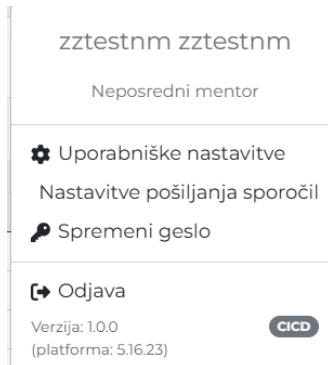 zztestnm zztestnm
Neposredni mentor
Uporabniške nastavitve
Nastavitve pošiljanja sporočil
Spremeni geslo
Odjava
Verzija: 1.0.0 CICD
(platforma: 5.16.23)